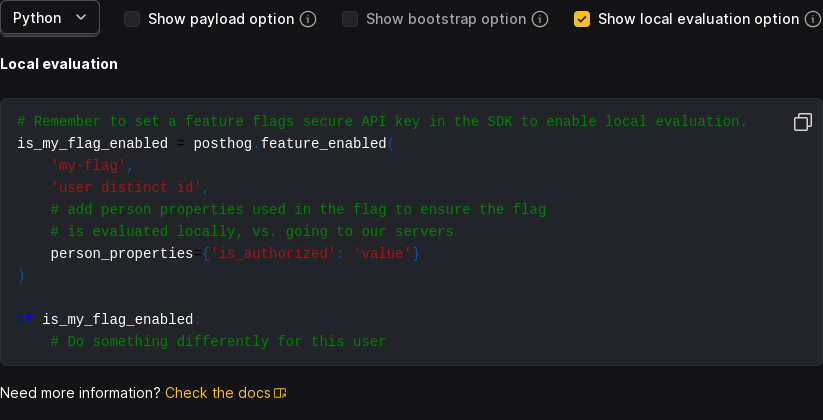 Python Show payload option Show bootstrap option Show local evaluation option
Local evaluation
# Remember to set a feature flags secure API key in the SDK to enable local evaluation.
is_my_flag_enabled = posthog.feature_enabled(
    'my-flag',
    'user distinct id',
    # add person properties used in the flag to ensure the flag
    # is evaluated locally, vs. going to our servers
    person_properties={'is_authorized': 'value'}
)
if is_my_flag_enabled:
    # Do something differently for this user
Need more information? Check the docs